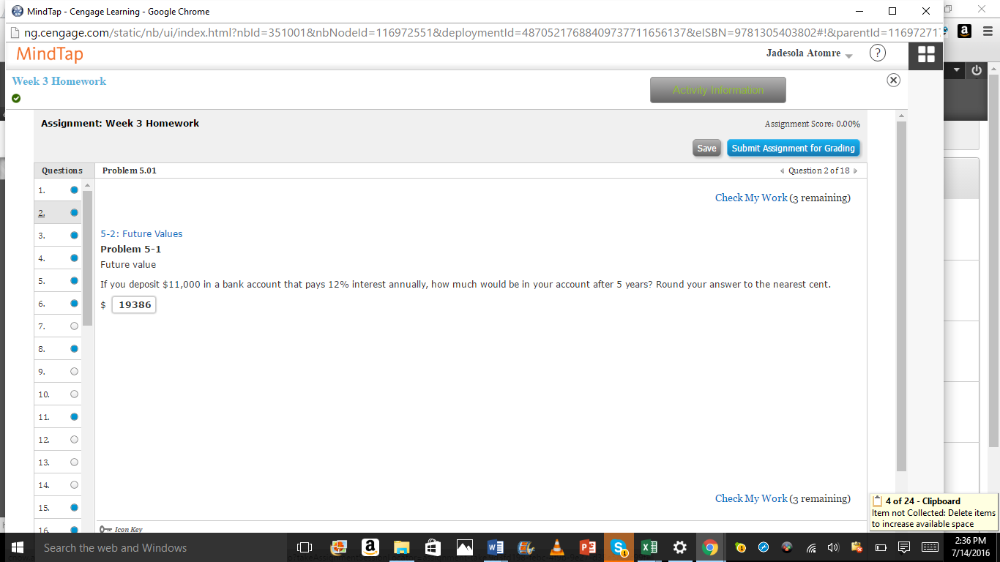 MindTap - Cengage Learning - Google Chrome
ng.cengage.com/static/nb/ui/index.html?nbId=351001&nbNodeId=116972551&deploymentId=48705217688409737711656137&eISBN=9781305403802#!&parentId=116972717
MindTap
Jadesola Atomre
?
Week 3 Homework
Activity Information
Assignment: Week 3 Homework
Assignment Score: 0.00%
Save
Submit Assignment for Grading
Questions
Problem 5.01
Question 2 of 18
1.
Check My Work (3 remaining)
2.
3.
5-2: Future Values
Problem 5-1
4.
Future value
5.
If you deposit $11,000 in a bank account that pays 12% interest annually, how much would be in your account after 5 years? Round your answer to the nearest cent.
6.
$ 19386
7.
8.
9.
10.
11.
12.
13.
14.
Check My Work (3 remaining)
15.
4 of 24 - Clipboard
Item not Collected: Delete items
to increase available space
16.
Icon Key
Search the web and Windows
2:36 PM
7/14/2016